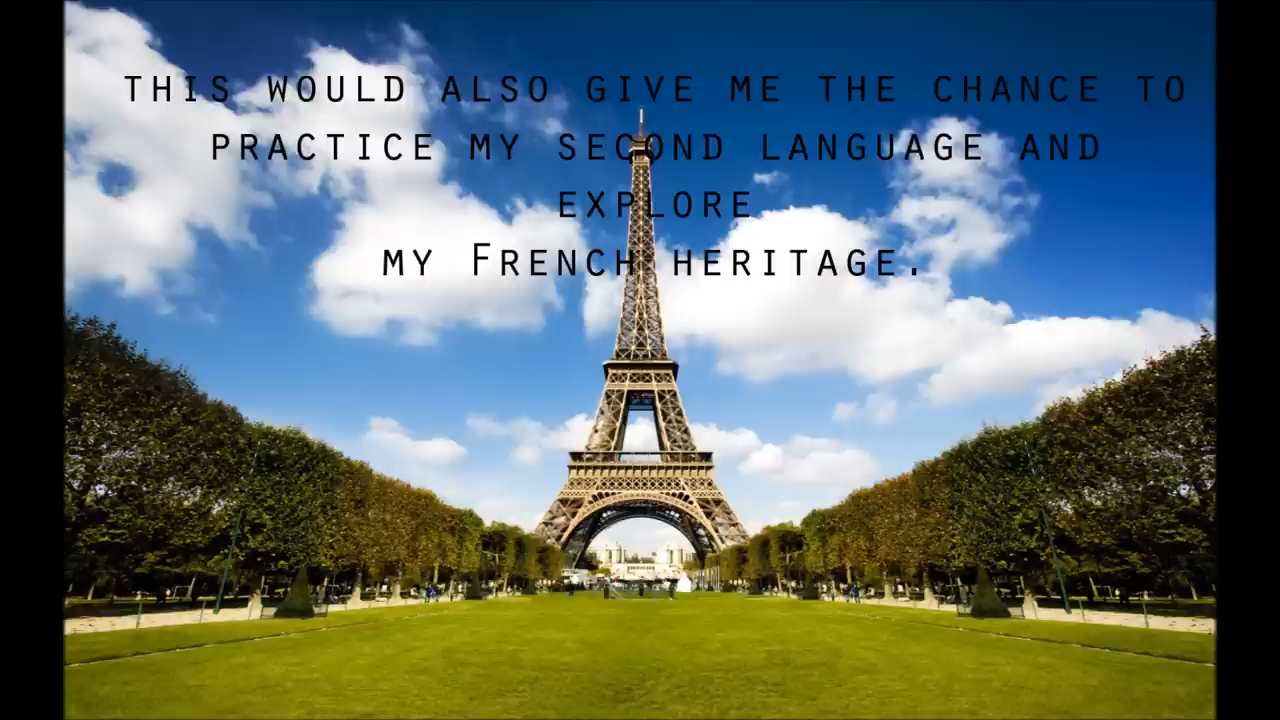 THIS WOULD ALSO GIVE ME THE CHANCE TO
PRACTICE MY SECOND LANGUAGE AND
EXPLORE
MY FRENCH HERITAGE.